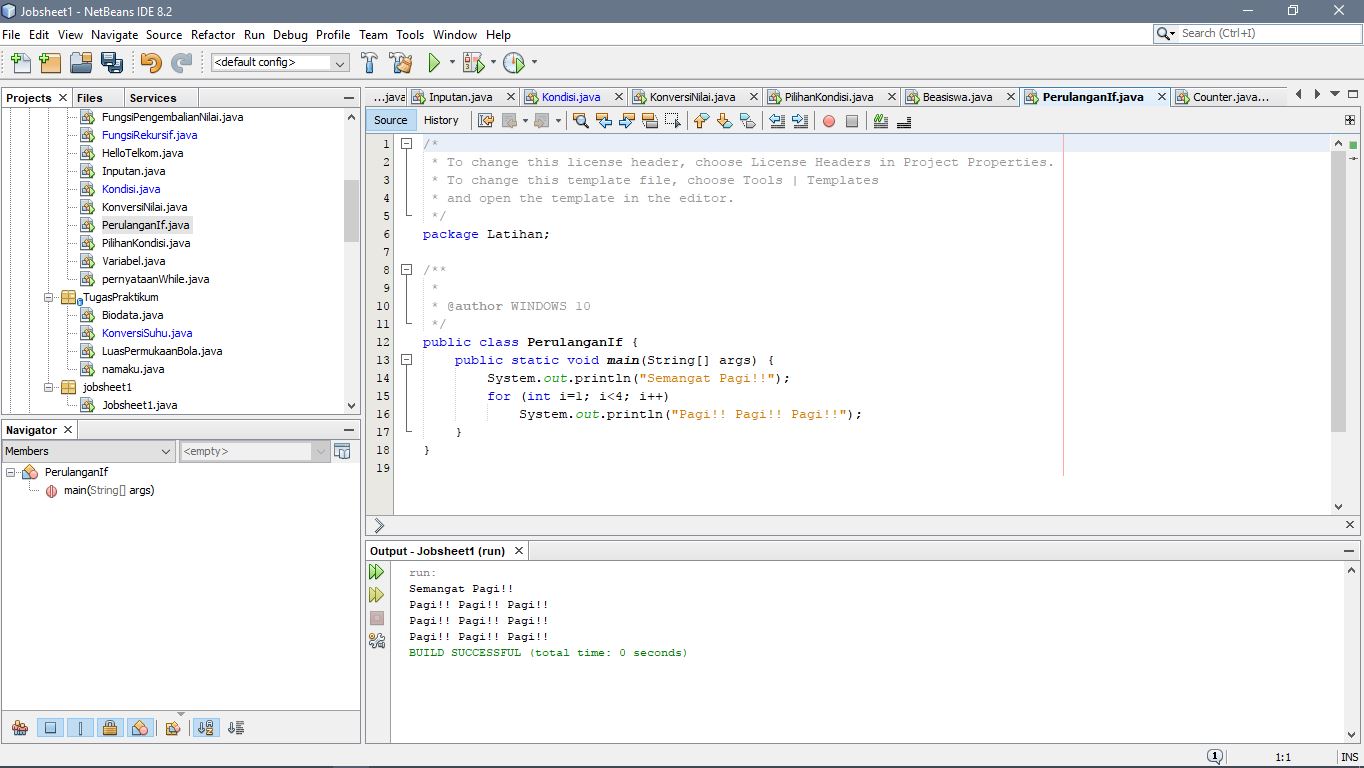 Jobsheet1 - NetBeans IDE 8.2
File Edit View Navigate Source Refactor Run Debug Profile Team Tools Window Help
Search (Ctrl+I)
<default config>
Projects Files Services
FungsiPengembalianNilai.java
FungsiRekursif.java
HelloTelkom.java
Inputan.java
Kondisi.java
KonversiNilai.java
PerulanganIf.java
PilihanKondisi.java
Variabel.java
pernyataanWhile.java
TugasPraktikum
Biodata.java
KonversiSuhu.java
LuasPermukaanBola.java
namaku.java
jobsheet1
Jobsheet1.java
Navigator
Members <empty>
PerulanganIf
main(String[] args)
...java Inputan.java Kondisi.java KonversiNilai.java PilihanKondisi.java Beasiswa.java PerulanganIf.java Counter.java...
Source History
1 /*
2 * To change this license header, choose License Headers in Project Properties.
3 * To change this template file, choose Tools | Templates
4 * and open the template in the editor.
5 */
6 package Latihan;
7
8 /**
9 *
10 * @author WINDOWS 10
11 */
12 public class PerulanganIf {
13 public static void main(String[] args) {
14 System.out.println("Semangat Pagi!!");
15 for (int i=1; i<4; i++)
16 System.out.println("Pagi!! Pagi!! Pagi!!");
17 }
18 }
19
Output - Jobsheet1 (run)
run:
Semangat Pagi!!
Pagi!! Pagi!! Pagi!!
Pagi!! Pagi!! Pagi!!
Pagi!! Pagi!! Pagi!!
BUILD SUCCESSFUL (total time: 0 seconds)
1 1:1 INS